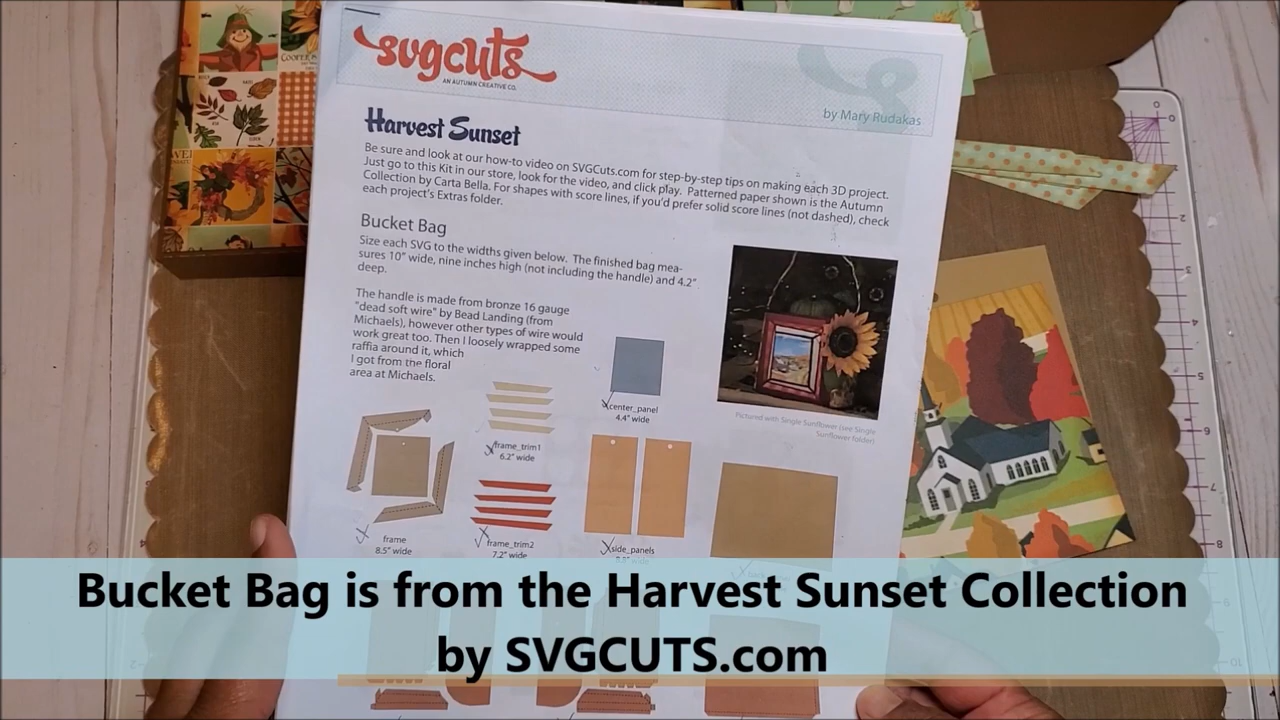 svgcuts
AN AUTUMN CREATIVE CO.
by Mary Rudakas
Harvest Sunset
Be sure and look at our how-to video on SVGCuts.com for step-by-step tips on making each 3D project.
Just go to this Kit in our store, look for the video, and click play. Patterned paper shown is the Autumn
Collection by Carta Bella. For shapes with score lines, if you'd prefer solid score lines (not dashed), check
each project's Extras folder.
Bucket Bag
Size each SVG to the widths given below. The finished bag mea-
sures 10" wide, nine inches high (not including the handle) and 4.2"
deep.
The handle is made from bronze 16 gauge
"dead soft wire" by Bead Landing (from
Michaels), however other types of wire would
work great too. Then I loosely wrapped some
raffia around it, which
I got from the floral
area at Michaels.
Pictured with Single Sunflower (see Single
Sunflower folder)
center_panel
4.4" wide
frame_trim1
6.2" wide
frame
8.5" wide
frame_trim2
7.2" wide
side_panels
Bucket Bag is from the Harvest Sunset Collection
by SVGCUTS.com